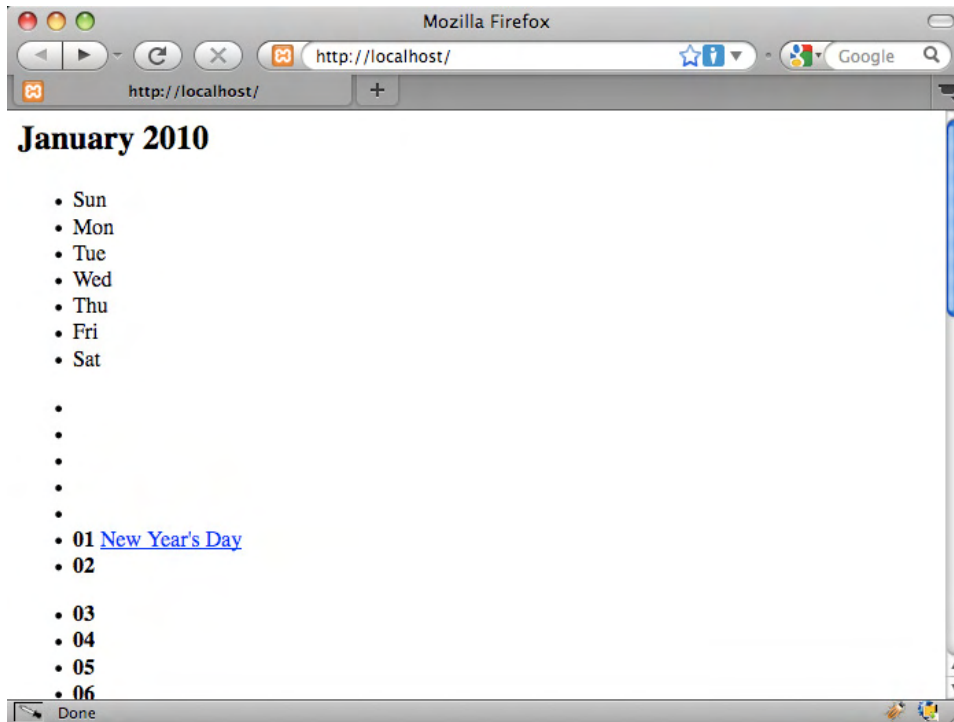 Mozilla Firefox
http://localhost/
Google
http://localhost/
January 2010
Sun
Mon
Tue
Wed
Thu
Fri
Sat
01 New Year's Day
02
03
04
05
06
Done